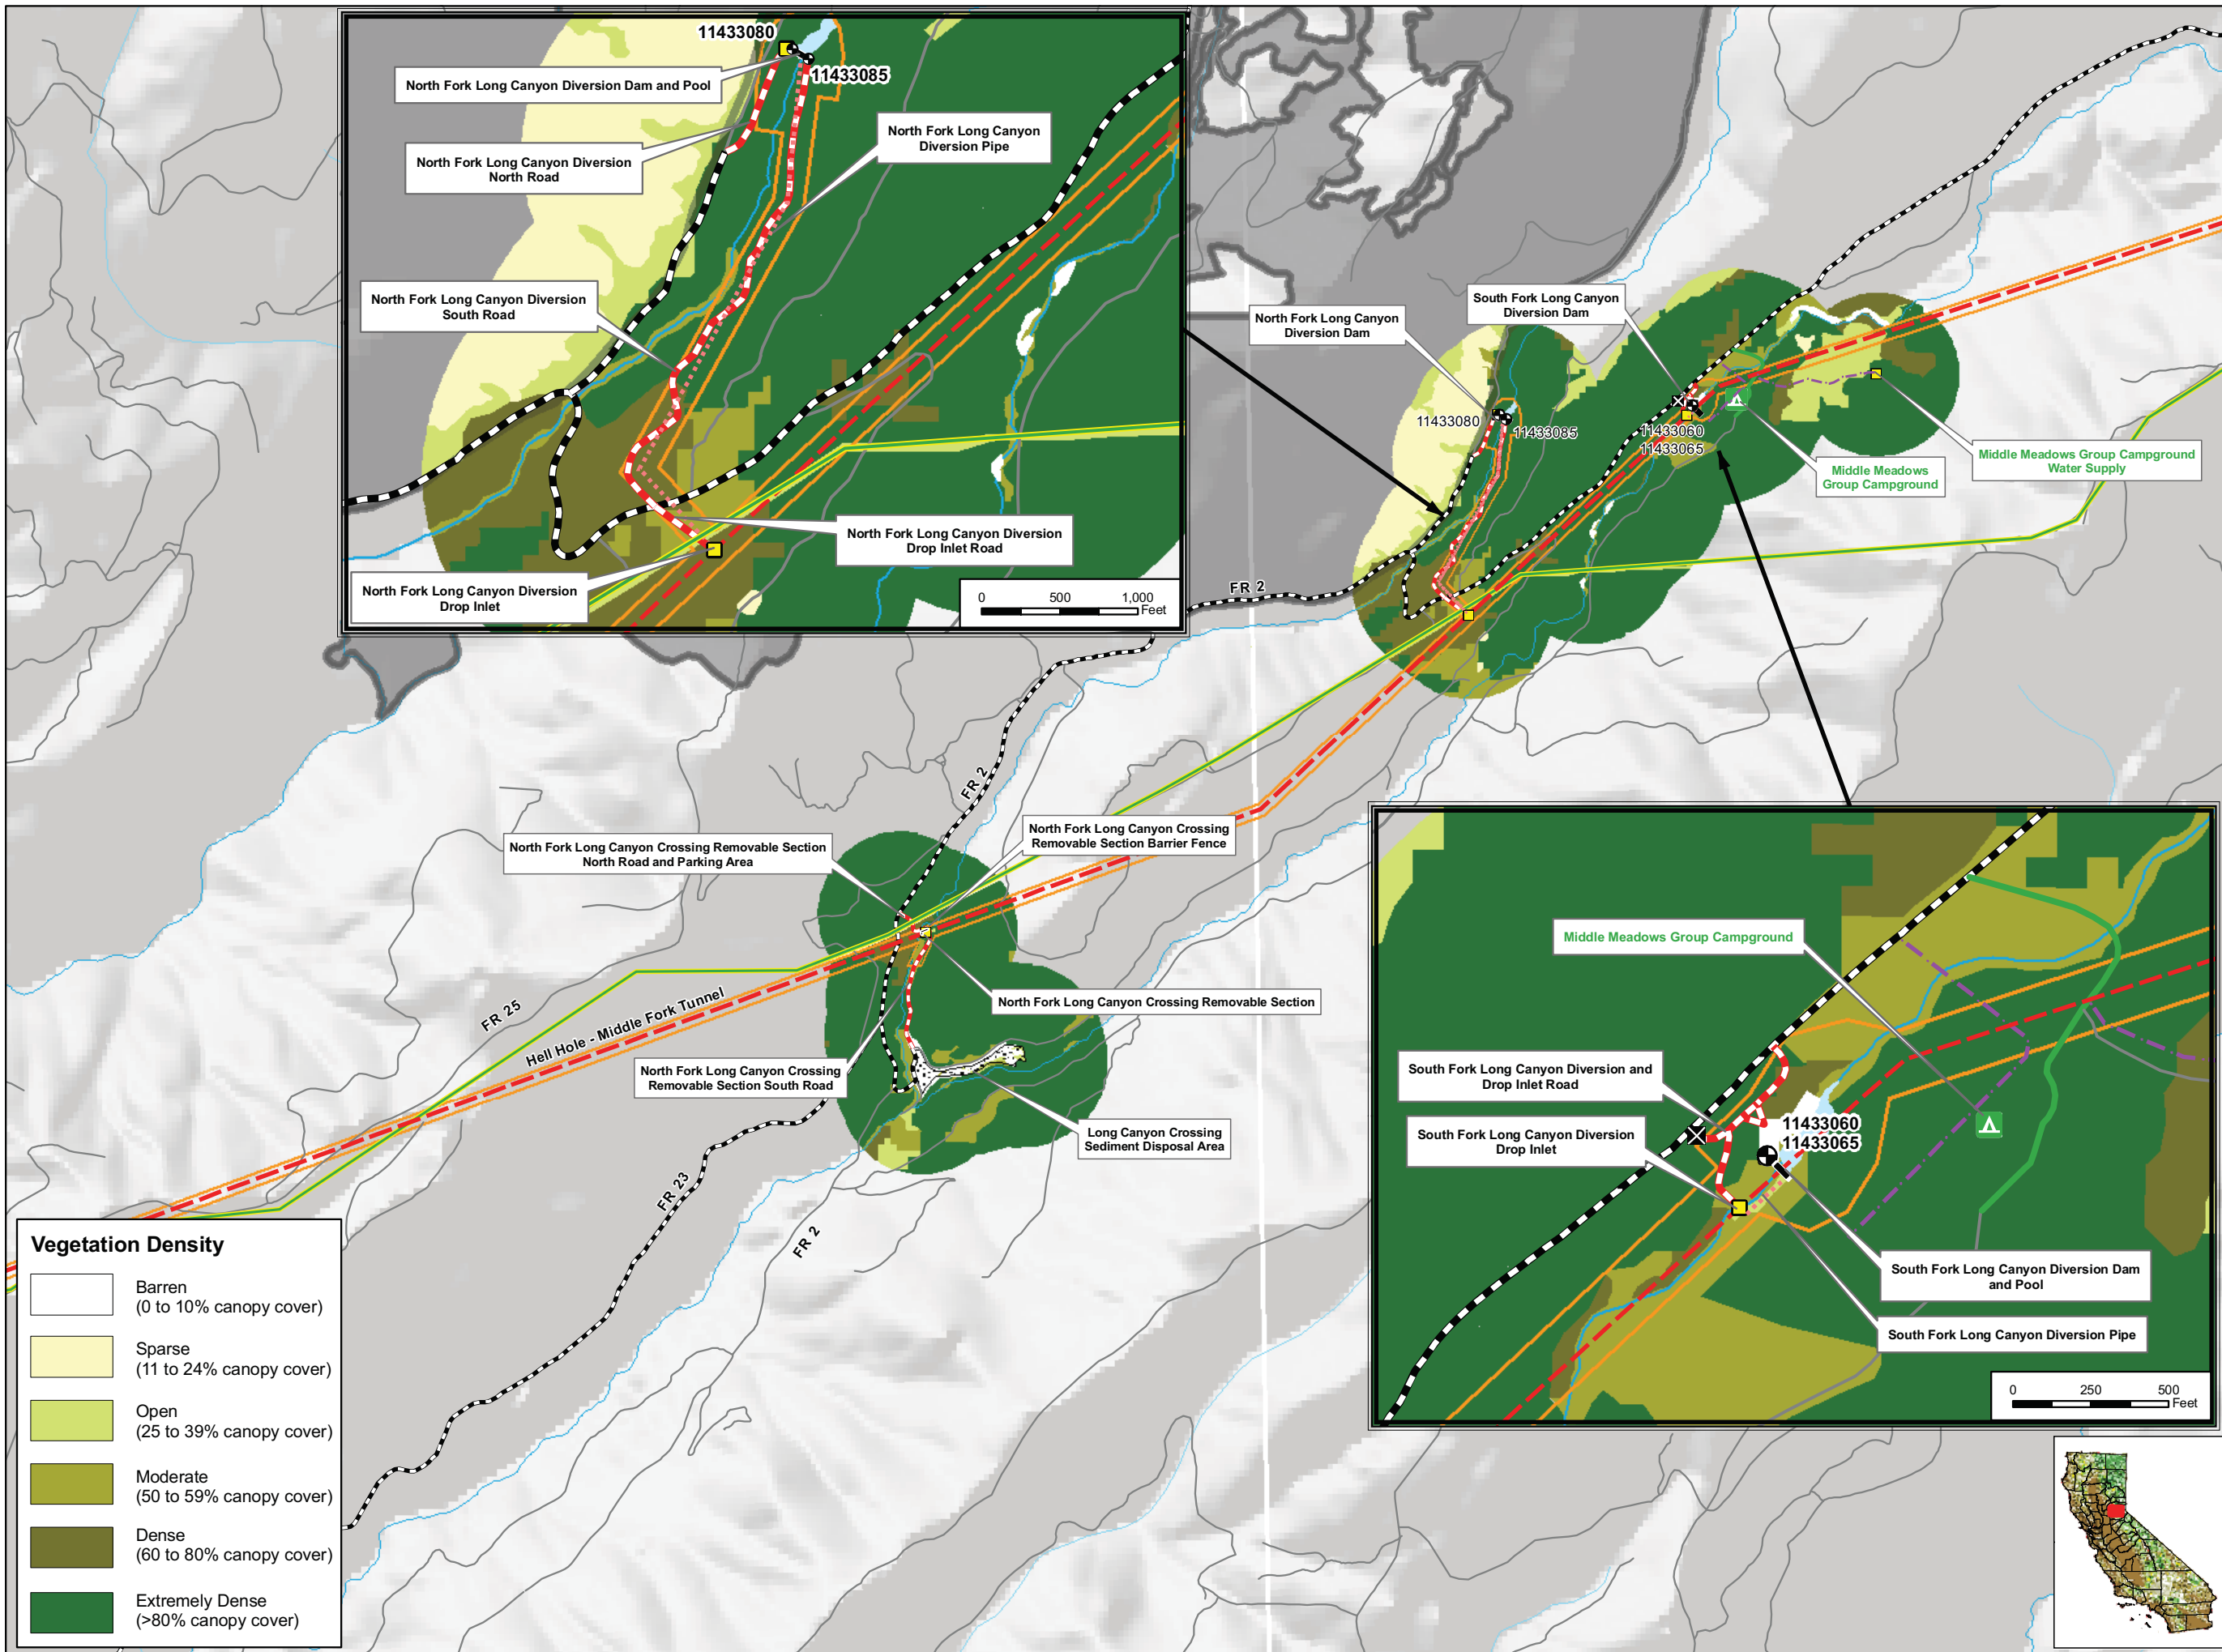 11433080
11433085
North Fork Long Canyon Diversion Dam and Pool
North Fork Long Canyon
Diversion Pipe
North Fork Long Canyon Diversion
North Road
North Fork Long Canyon Diversion
South Road
North Fork Long Canyon Diversion
Drop Inlet Road
North Fork Long Canyon Diversion
Drop Inlet
0 500 1,000
Feet
South Fork Long Canyon
Diversion Dam
North Fork Long Canyon
Diversion Dam
11433080
11433085
11433060
11433065
Middle Meadows
Group Campground
Middle Meadows Group Campground
Water Supply
FR 2
FR 2
North Fork Long Canyon Crossing
Removable Section Barrier Fence
North Fork Long Canyon Crossing Removable Section
North Road and Parking Area
North Fork Long Canyon Crossing Removable Section
FR 25
Hell Hole - Middle Fork Tunnel
North Fork Long Canyon Crossing
Removable Section South Road
Long Canyon Crossing
Sediment Disposal Area
FR 23
FR 2
Middle Meadows Group Campground
South Fork Long Canyon Diversion and
Drop Inlet Road
11433060
11433065
South Fork Long Canyon Diversion
Drop Inlet
South Fork Long Canyon Diversion Dam
and Pool
South Fork Long Canyon Diversion Pipe
0 250 500
Feet
Vegetation Density
Barren
(0 to 10% canopy cover)
Sparse
(11 to 24% canopy cover)
Open
(25 to 39% canopy cover)
Moderate
(50 to 59% canopy cover)
Dense
(60 to 80% canopy cover)
Extremely Dense
(>80% canopy cover)